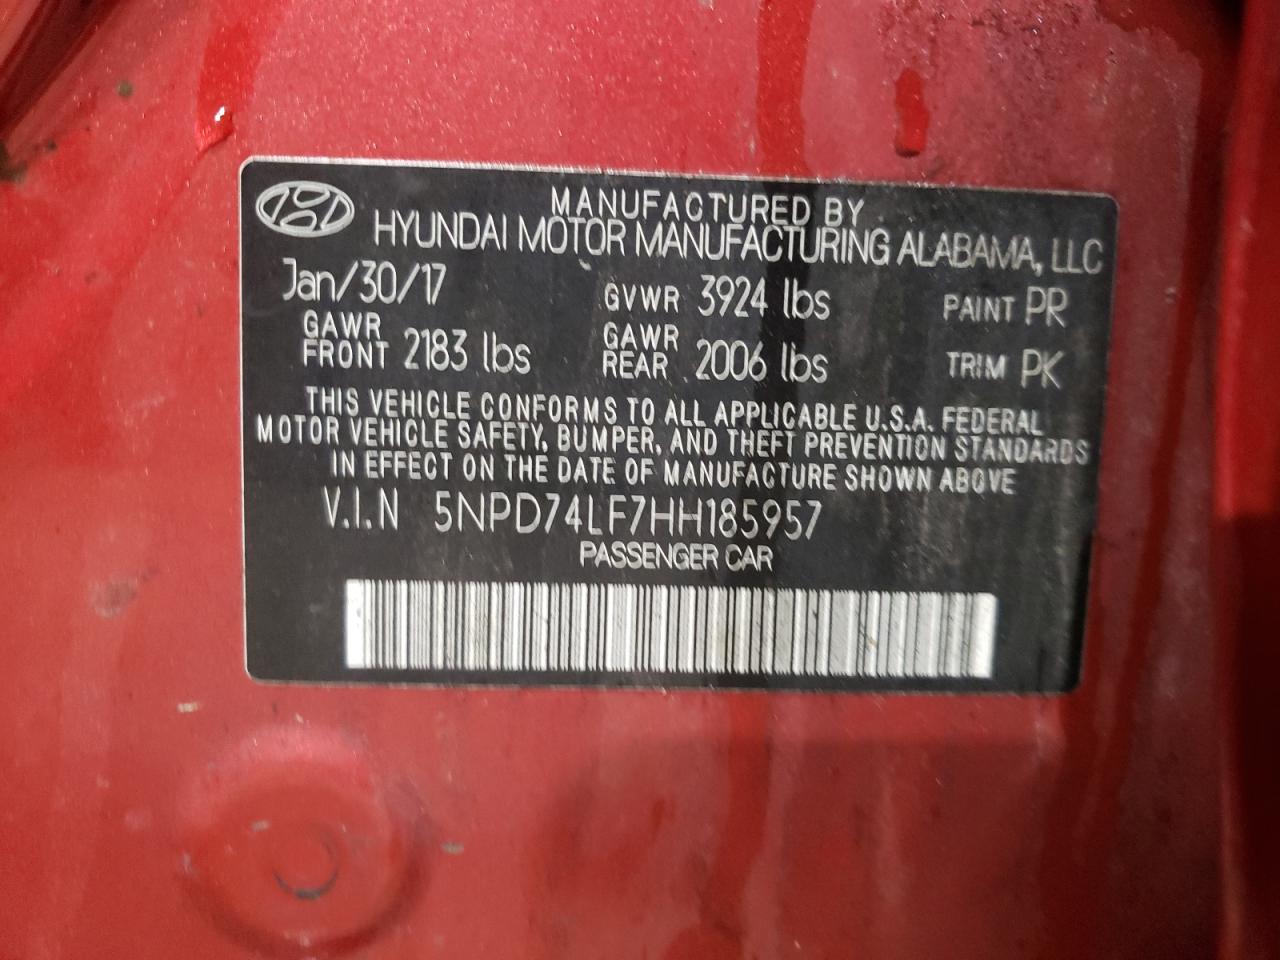 MANUFACTURED BY
HYUNDAI MOTOR MANUFACTURING ALABAMA, LLC
Jan/30/17 GVWR 3924 lbs PAINT PR
GAWR FRONT 2183 lbs GAWR REAR 2006 lbs TRIM PK
THIS VEHICLE CONFORMS TO ALL APPLICABLE U.S.A. FEDERAL
MOTOR VEHICLE SAFETY, BUMPER, AND THEFT PREVENTION STANDARDS
IN EFFECT ON THE DATE OF MANUFACTURE SHOWN ABOVE
V.I.N 5NPD74LF7HH185957
PASSENGER CAR